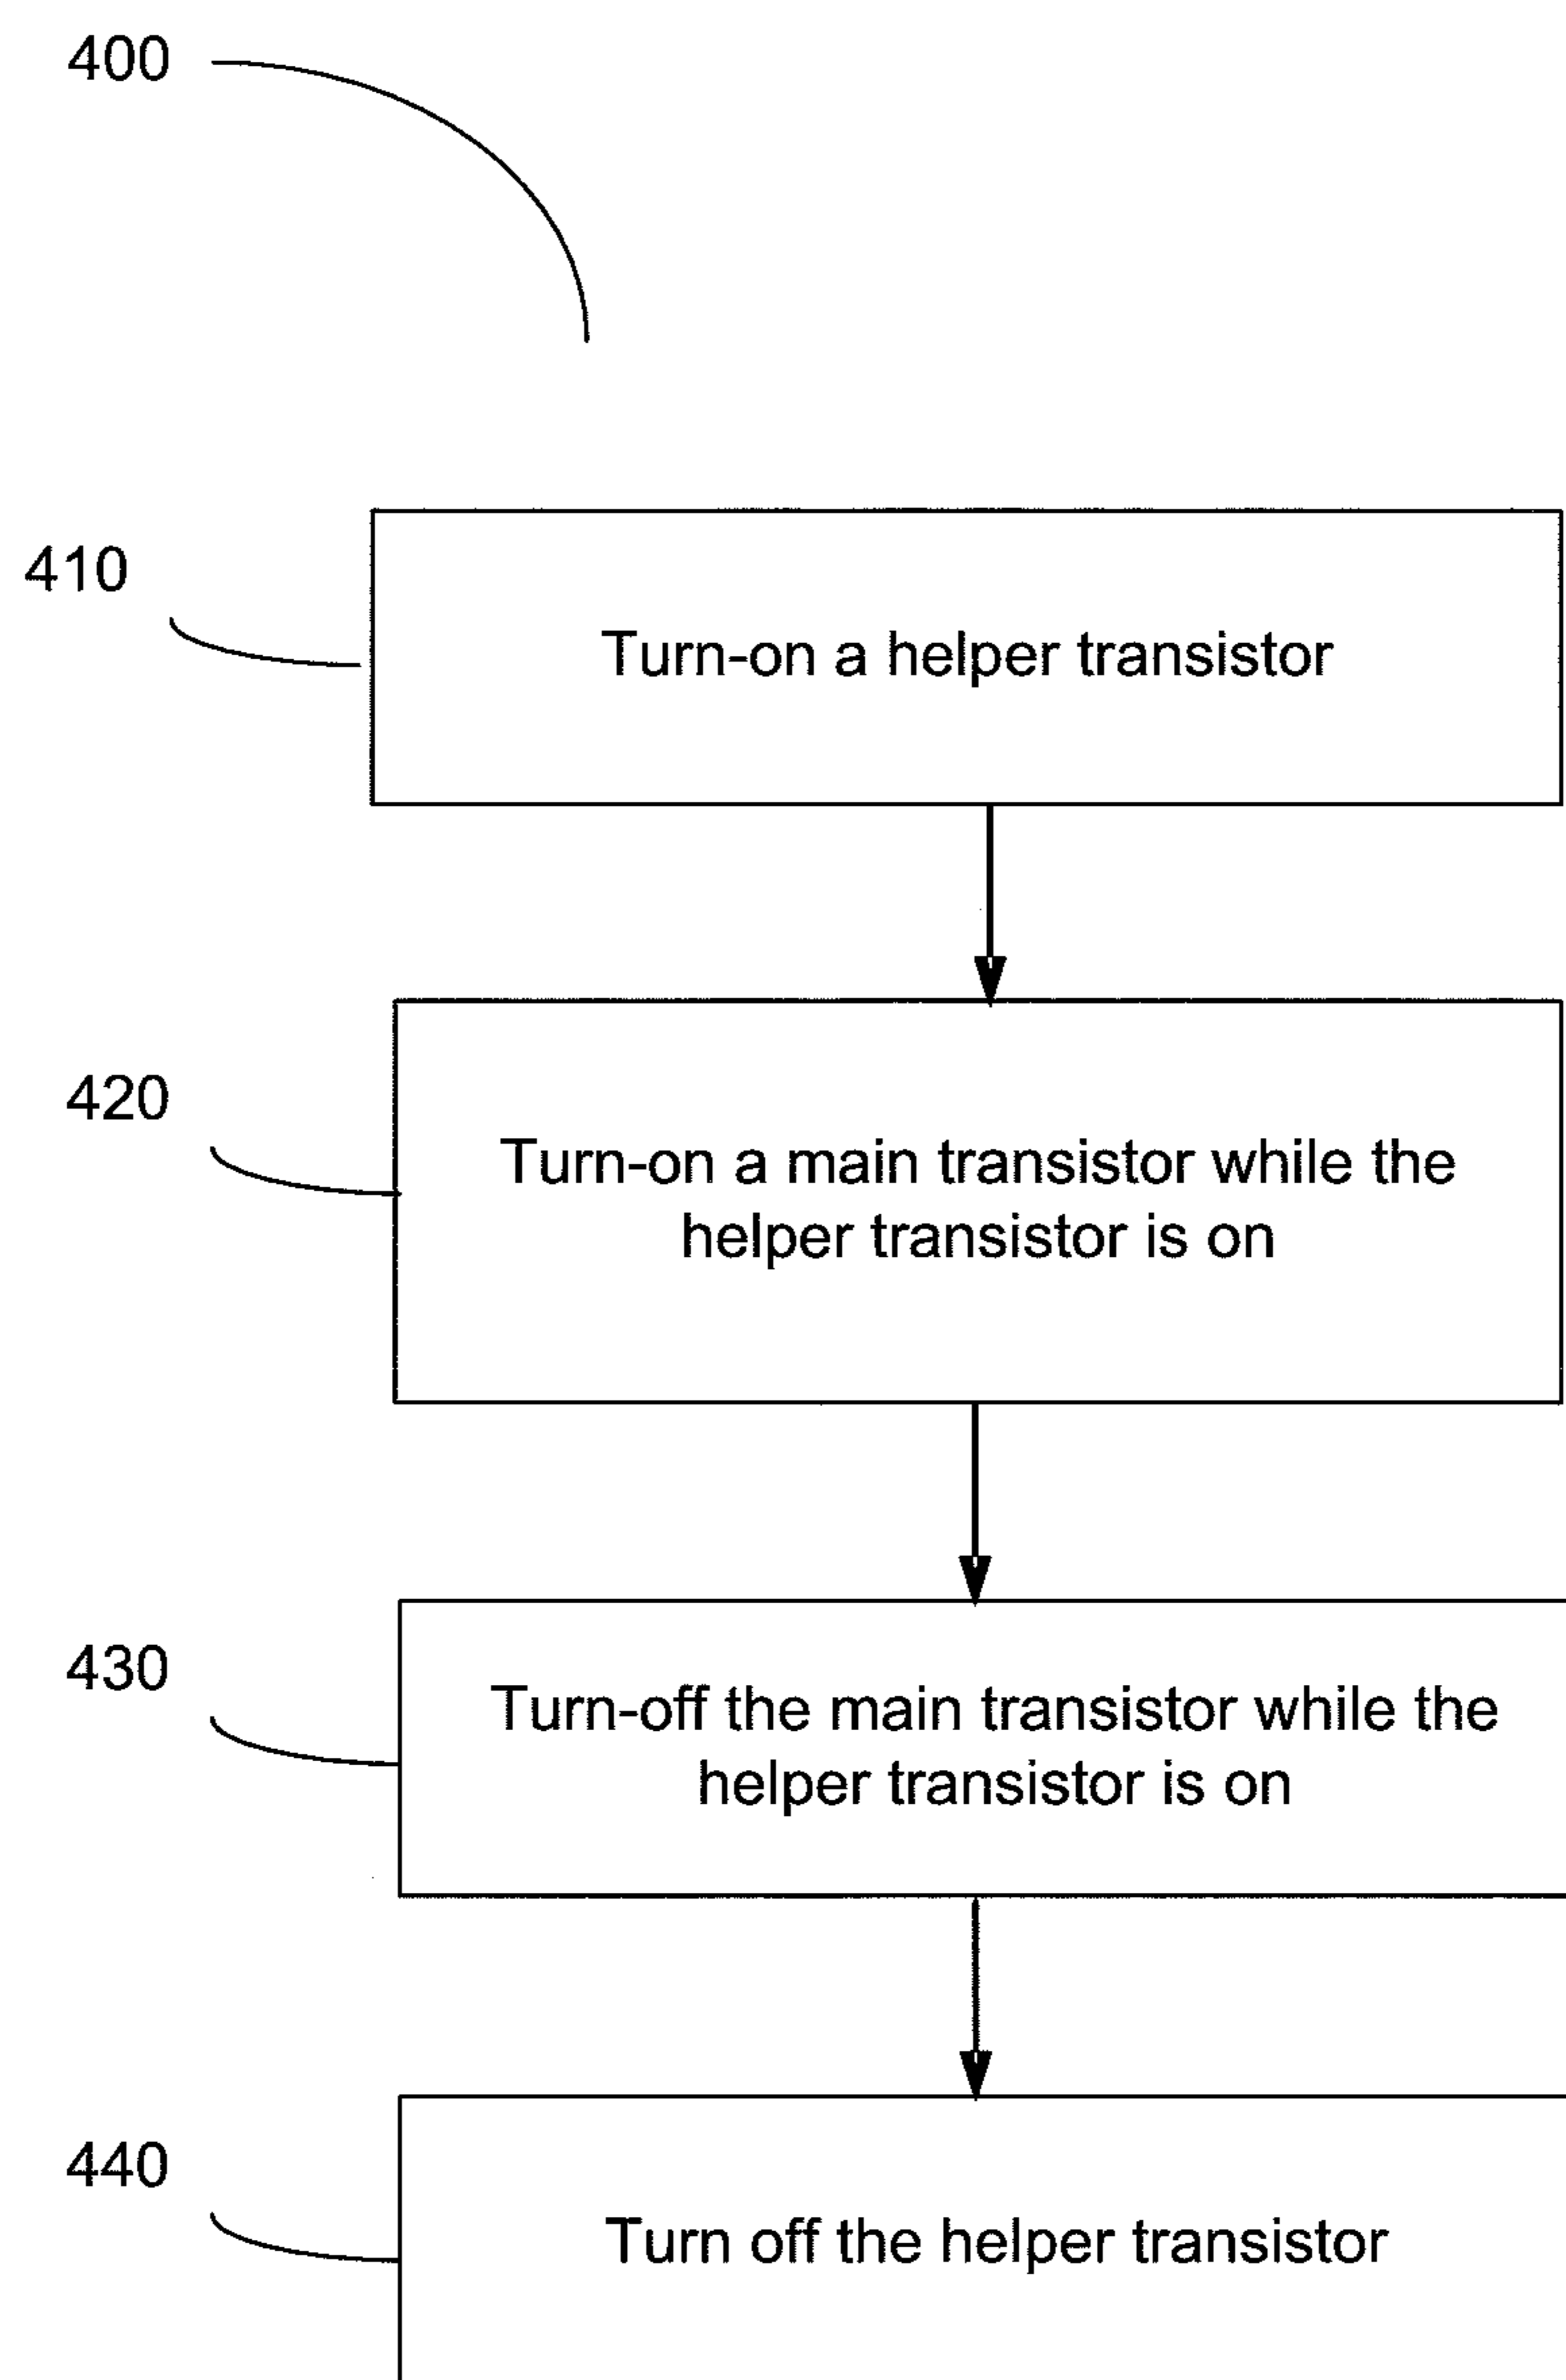 400
410
Turn-on a helper transistor
420
Turn-on a main transistor while the
helper transistor is on
430
Turn-off the main transistor while the
helper transistor is on
440
Turn off the helper transistor